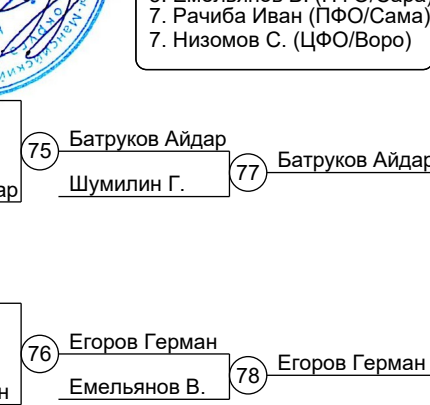 7. Рачиба Иван (ПФО/Сама)
7. Низомов С. (ЦФО/Воро)
75
Батруков Айдар
Шумилин Г.
77
Батруков Айдар
76
Егоров Герман
Емельянов В.
78
Егоров Герман